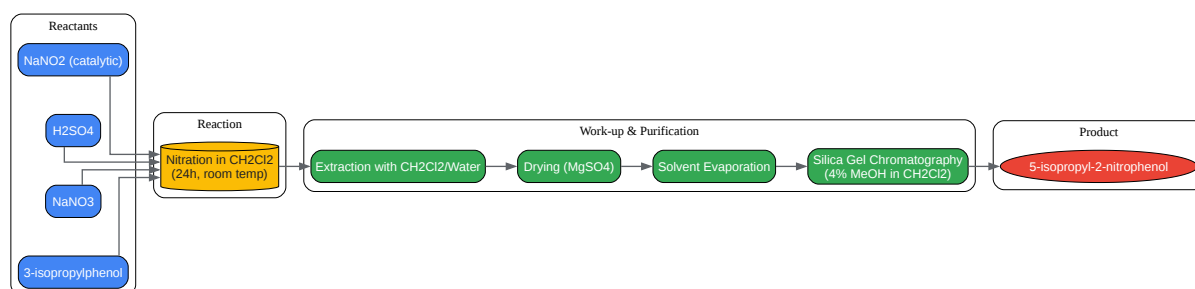 Reactants
NaNO2 (catalytic)
H2SO4
NaNO3
3-isopropylphenol
Reaction
Nitration in CH2Cl2
(24h, room temp)
Work-up & Purification
Extraction with CH2Cl2/Water
Drying (MgSO4)
Solvent Evaporation
Silica Gel Chromatography
(4% MeOH in CH2Cl2)
Product
5-isopropyl-2-nitrophenol